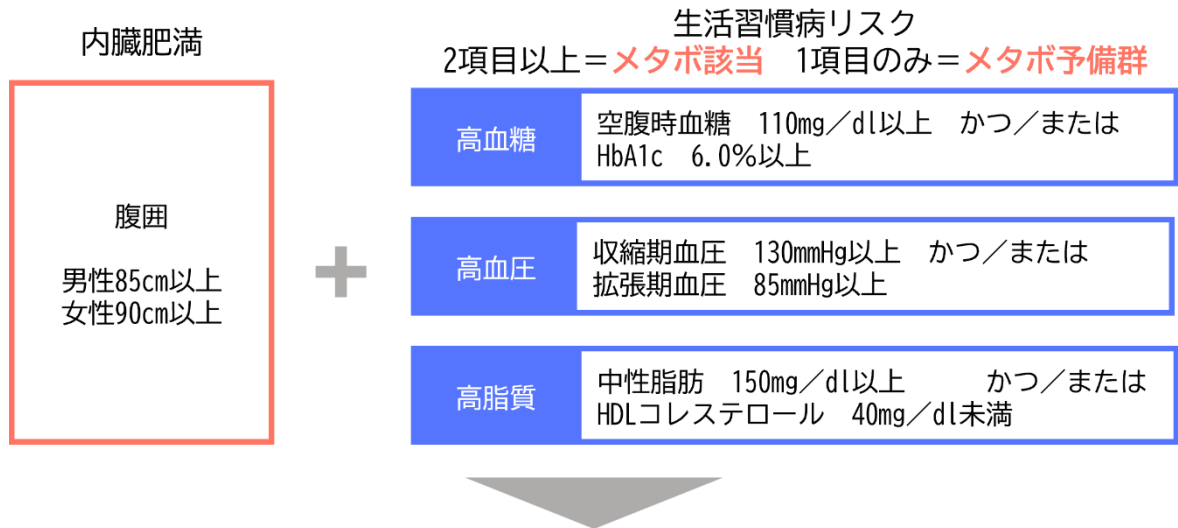 内臓肥満
腹囲
男性85cm以上
女性90cm以上
生活習慣病リスク
2項目以上＝メタボ該当　1項目のみ＝メタボ予備群
高血糖
空腹時血糖　110mg／dl以上　かつ／または
HbA1c　6.0%以上
高血圧
収縮期血圧　130mmHg以上　かつ／または
拡張期血圧　85mmHg以上
高脂質
中性脂肪　150mg／dl以上　　　かつ／または
HDLコレステロール　40mg／dl未満